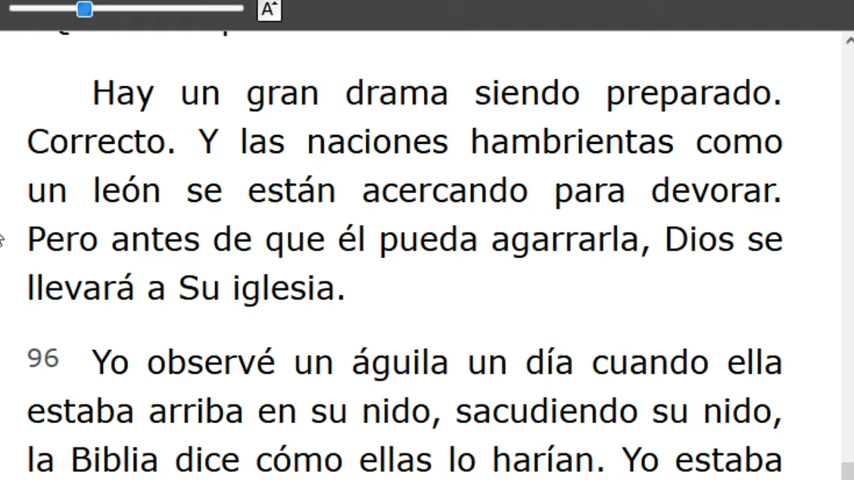 A
Hay un gran drama siendo preparado.
Correcto. Y las naciones hambrientas como
un león se están acercando para devorar.
Pero antes de que él pueda agarrarla, Dios se
llevará a Su iglesia.
96 Yo observé un águila un día cuando ella
estaba arriba en su nido, sacudiendo su nido,
la Biblia dice cómo ellas lo harían. Yo estaba